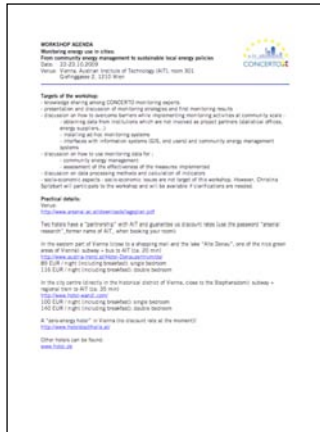 WORKSHOP AGENDA
Monitoring energy use in cities:
From community energy management to sustainable local energy policies
Date: 22-23.10.2009
Venue: Vienna, Austrian Institute of Technology (AIT), room S01
Giefinggasse 2, 1210 Wien
CONCERTO
Targets of the workshop:
- knowledge sharing among CONCERTO monitoring experts
- presentation and discussion of monitoring strategies and first monitoring results
- discussion on how to overcome barriers while implementing monitoring activities at community scale:
- obtaining data from institutions which are not involved as project partners (statistical offices,
energy suppliers…)
- installing ad-hoc monitoring systems
- interfaces with information systems (GIS, end users) and community energy management
systems
- discussion on how to use monitoring data for:
- community energy management
- assessment of the effectiveness of the measures implemented
- discussion on data processing methods and calculation of indicators
- socio-economic aspects - socio-economic issues are not target of this workshop. However, Christina
will participate to the workshop and will be available if clarifications are needed.
Practical details:
Venue:
Two hotels have a "partnership" with AIT and guarantee us discount rates (use the password "arsenal
research", former name of AIT, when booking your room):
In the eastern part of Vienna (close to a shopping mall and the lake "Alte Donau", one of the nice green
areas of Vienna): subway + bus to AIT (ca. 20 min)
85 EUR / night (including breakfast): single bedroom
116 EUR / night (including breakfast): double bedroom
In the city centre (directly in the historical district of Vienna, close to the Stephansdom): subway +
regional train to AIT (ca. 35 min)
100 EUR / night (including breakfast): single bedroom
140 EUR / night (including breakfast): double bedroom
A "zero-energy hotel" in Vienna (no discount rate at the moment)
Other hotels can be found: